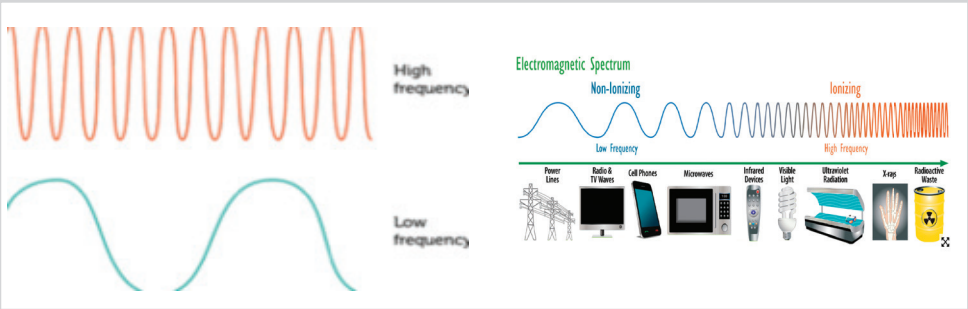 High
frequency
Low
frequency
Electromagnetic Spectrum
Non-Ionizing
Ionizing
Low Frequency
High Frequency
Power
Lines
Radio &
TV Waves
Cell Phones
Microwaves
Infrared
Devices
Visible
Light
Ultraviolet
Radiation
X-rays
Radioactive
Waste